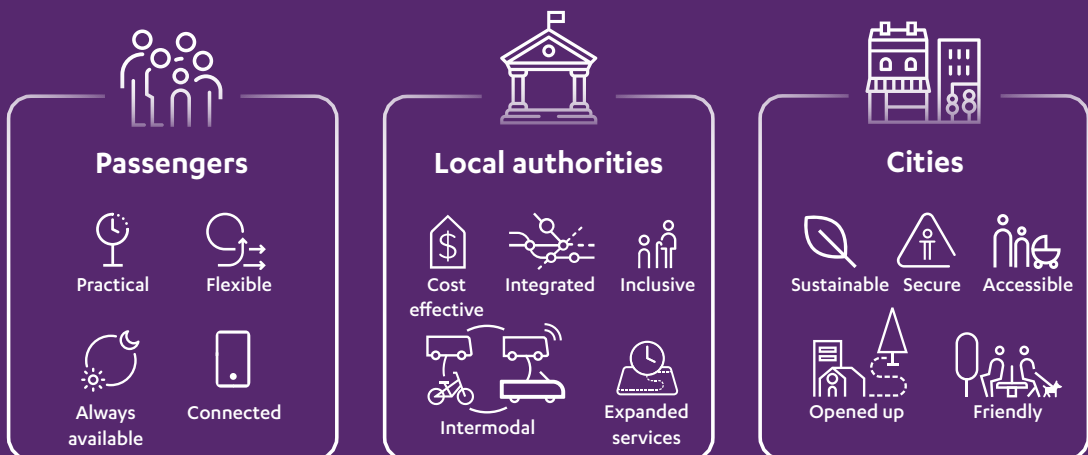 Passengers
Practical
Flexible
Always
available
Connected
Local authorities
$
Cost
effective
Integrated
Inclusive
Intermodal
Expanded
services
Cities
Sustainable
Secure
Accessible
Opened up
Friendly